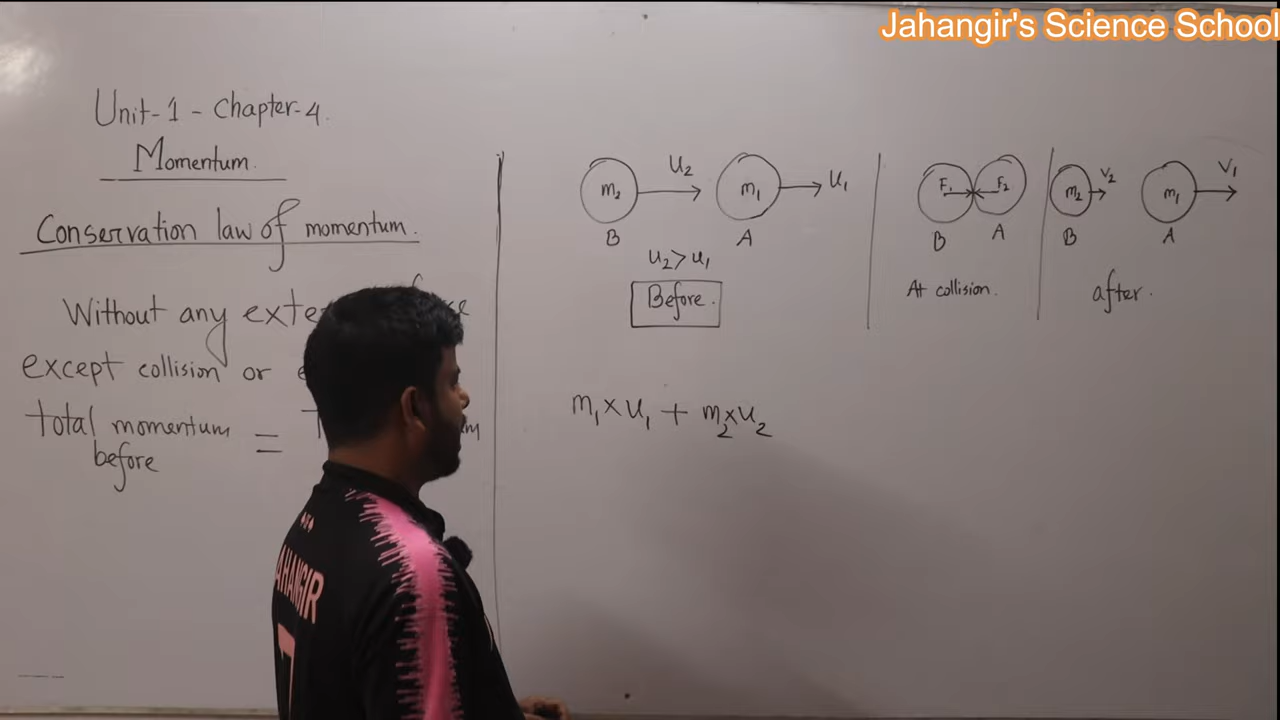 Jahangir's Science School
Unit-1 - Chapter-4.
Momentum.
Conservation law of momentum.
Without any
except collision or
total momentum =
before
m₂ U₂ m₁ U₁
B A
U₂ > U₁
Before.
F₁ F₂
B A
At collision.
m₂ V₂ m₁ V₁
B A
after.
m₁ × U₁ + m₂ × U₂
AHANGIR
7